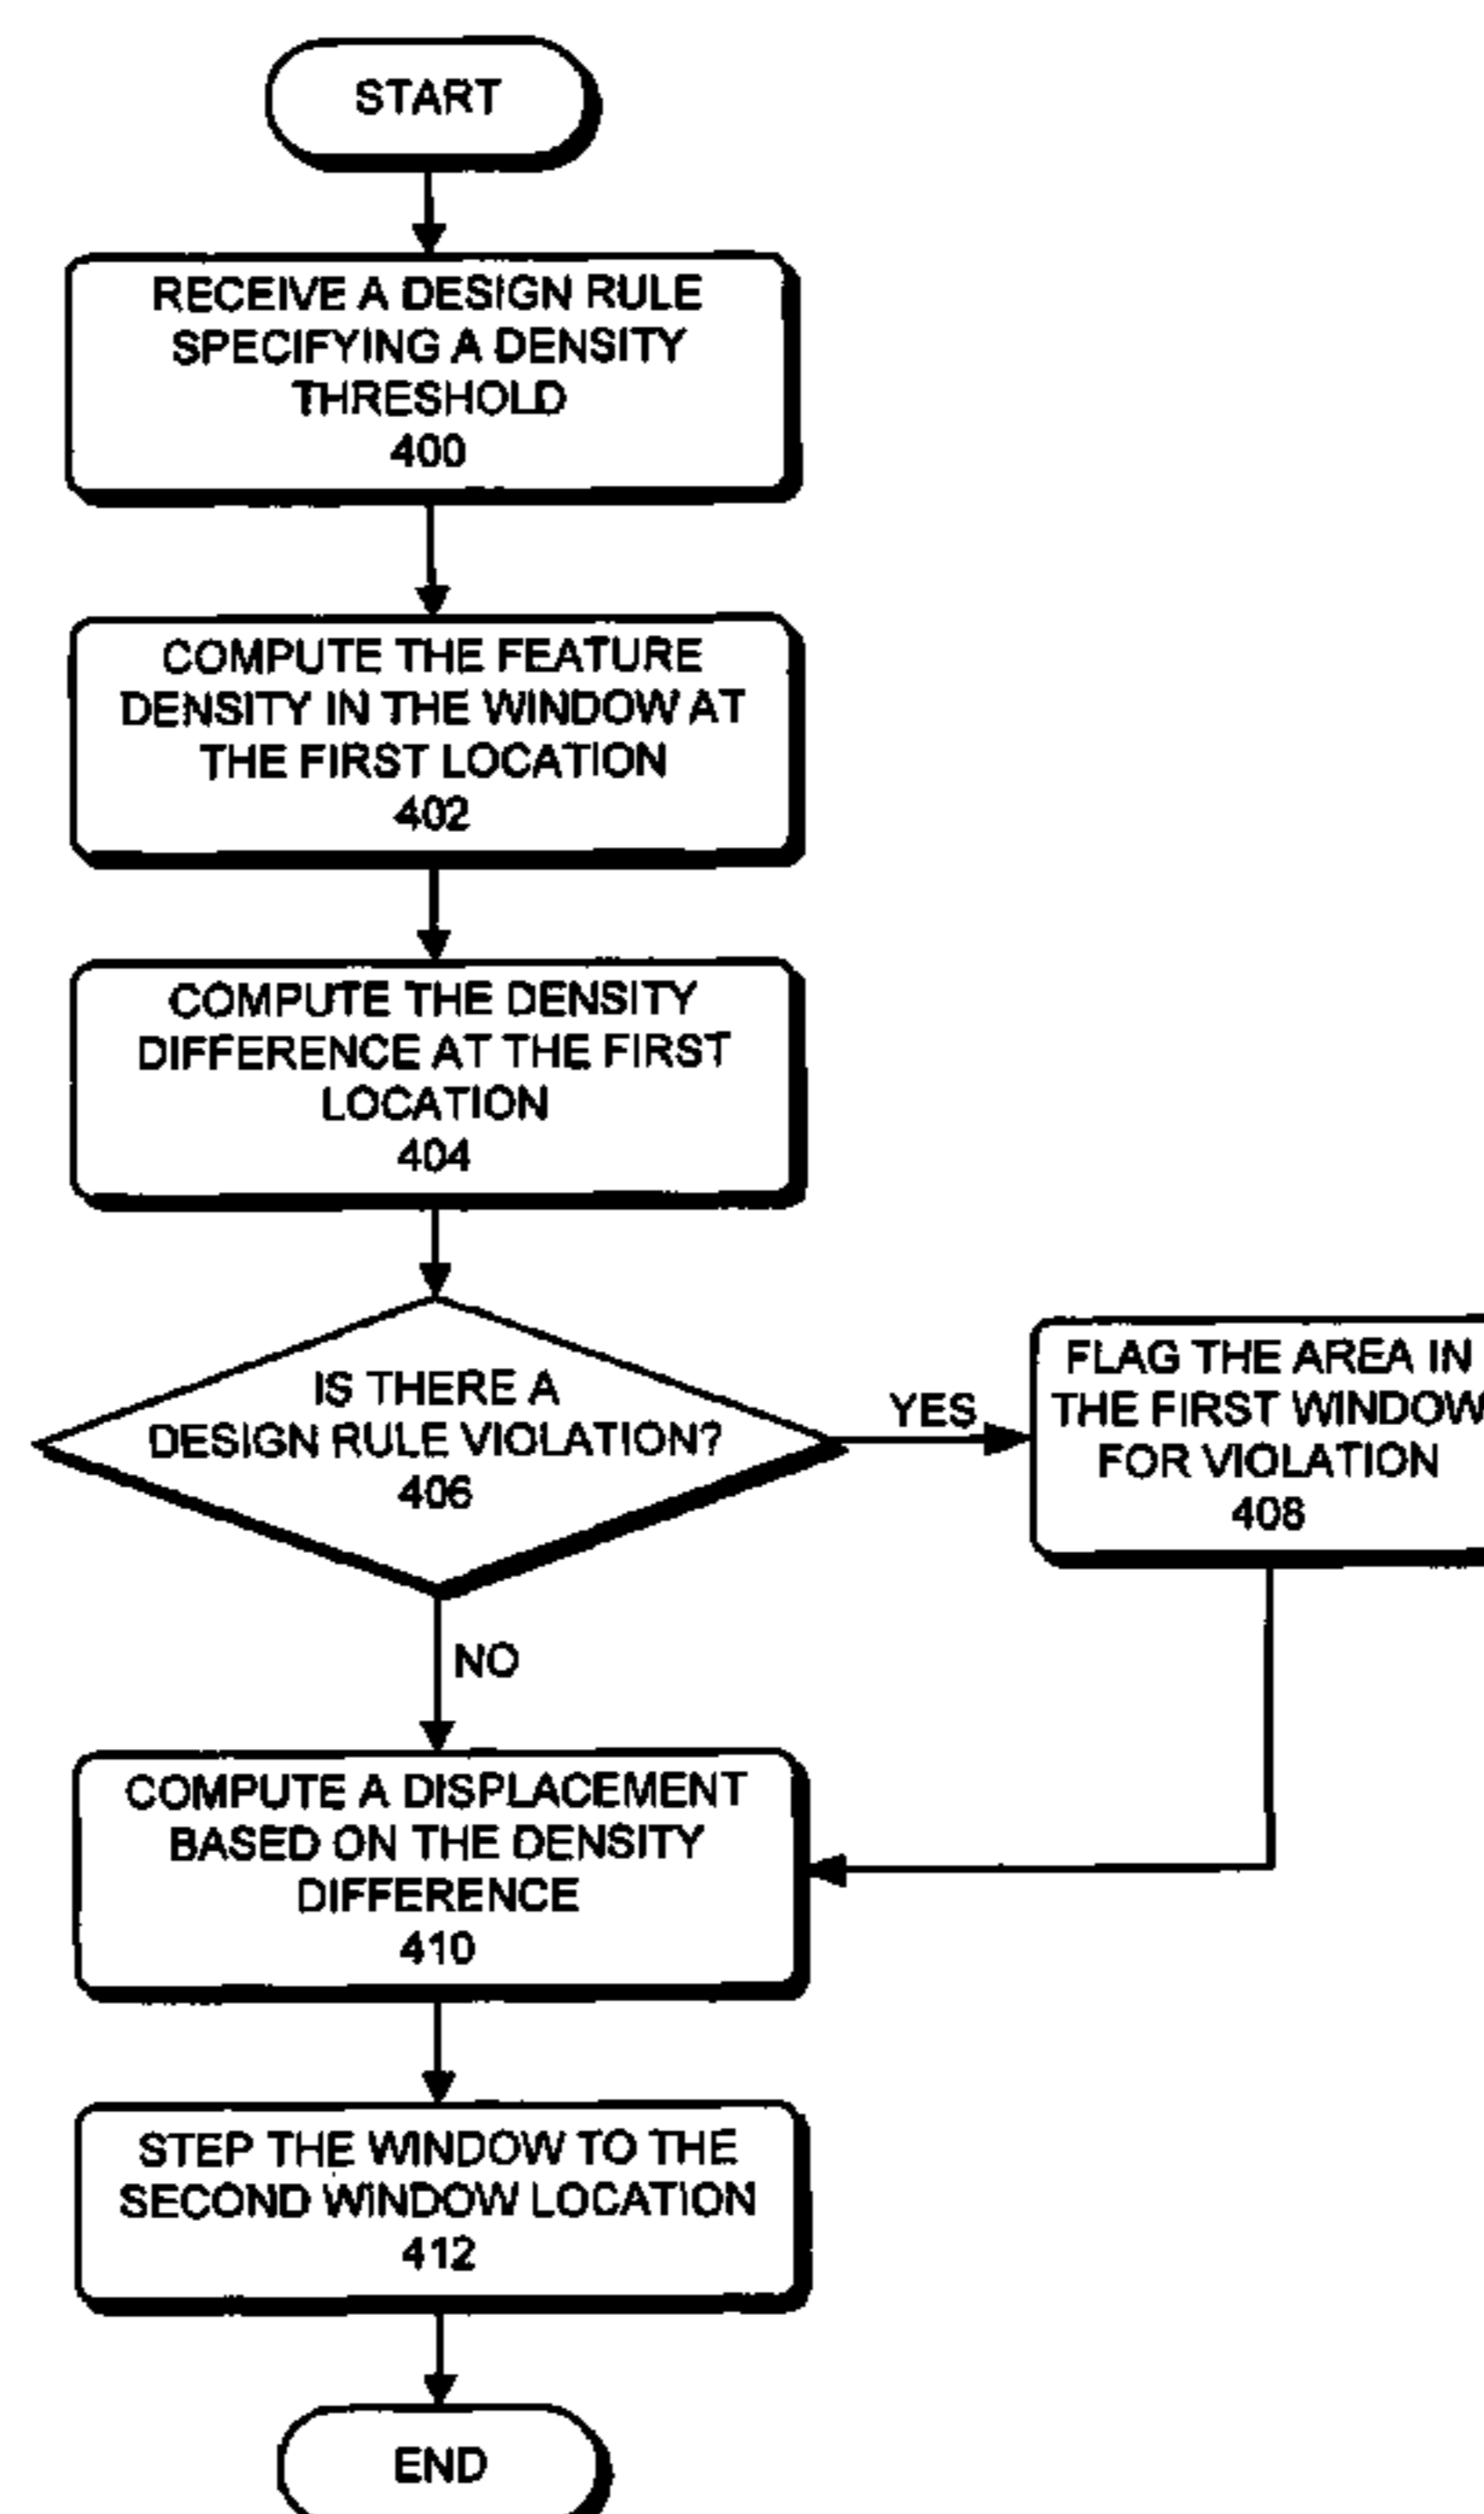 START
RECEIVE A DESIGN RULE
SPECIFYING A DENSITY
THRESHOLD
400
COMPUTE THE FEATURE
DENSITY IN THE WINDOW AT
THE FIRST LOCATION
402
COMPUTE THE DENSITY
DIFFERENCE AT THE FIRST
LOCATION
404
IS THERE A
DESIGN RULE VIOLATION?
406
YES
FLAG THE AREA IN
THE FIRST WINDOW
FOR VIOLATION
408
NO
COMPUTE A DISPLACEMENT
BASED ON THE DENSITY
DIFFERENCE
410
STEP THE WINDOW TO THE
SECOND WINDOW LOCATION
412
END